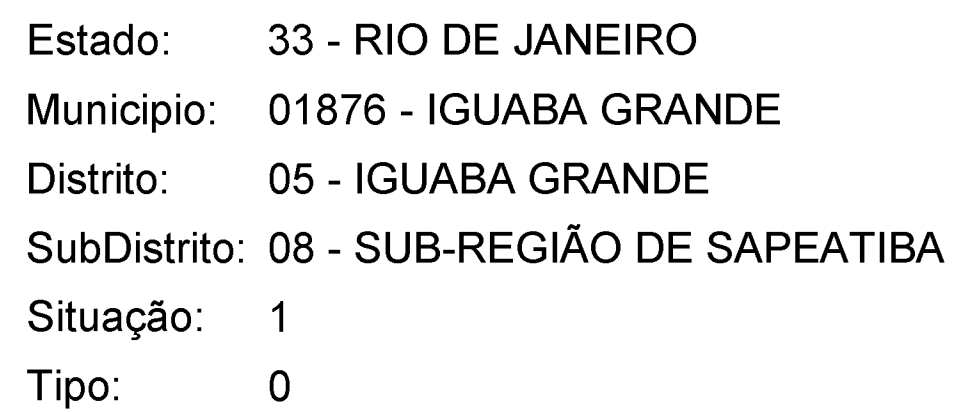 Estado: 33 - RIO DE JANEIRO
Municipio: 01876 - IGUABA GRANDE
Distrito: 05 - IGUABA GRANDE
SubDistrito: 08 - SUB-REGIÃO DE SAPEATIBA
Situação: 1
Tipo: 0